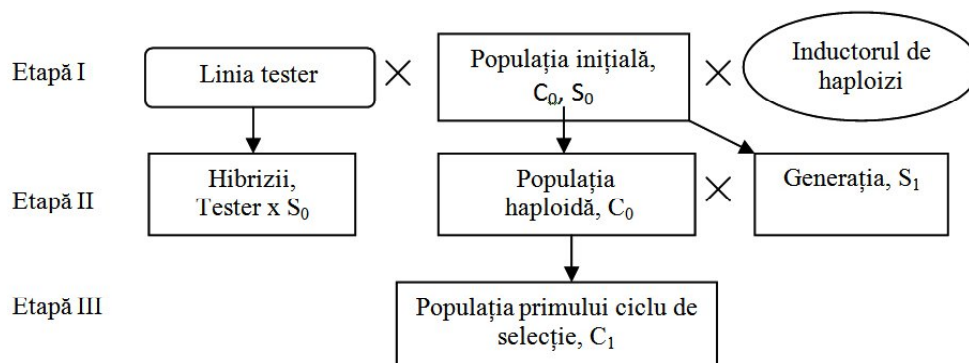 Etapă I
Linia tester
Populația inițială,
C₀, S₀
Inductorul de
haploizi
Etapă II
Hibrizii,
Tester x S₀
Populația
haploidă, C₀
Generația, S₁
Etapă III
Populația primului ciclu de
selecție, C₁